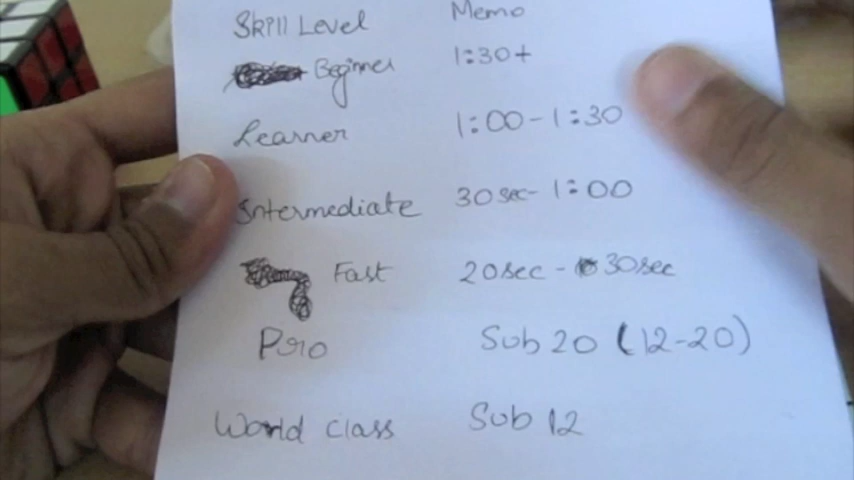 Skill Level Memo
Beginner 1:30+
Learner 1:00-1:30
Intermediate 30sec-1:00
Fast 20sec-30sec
Pro Sub 20 (12-20)
World class Sub 12